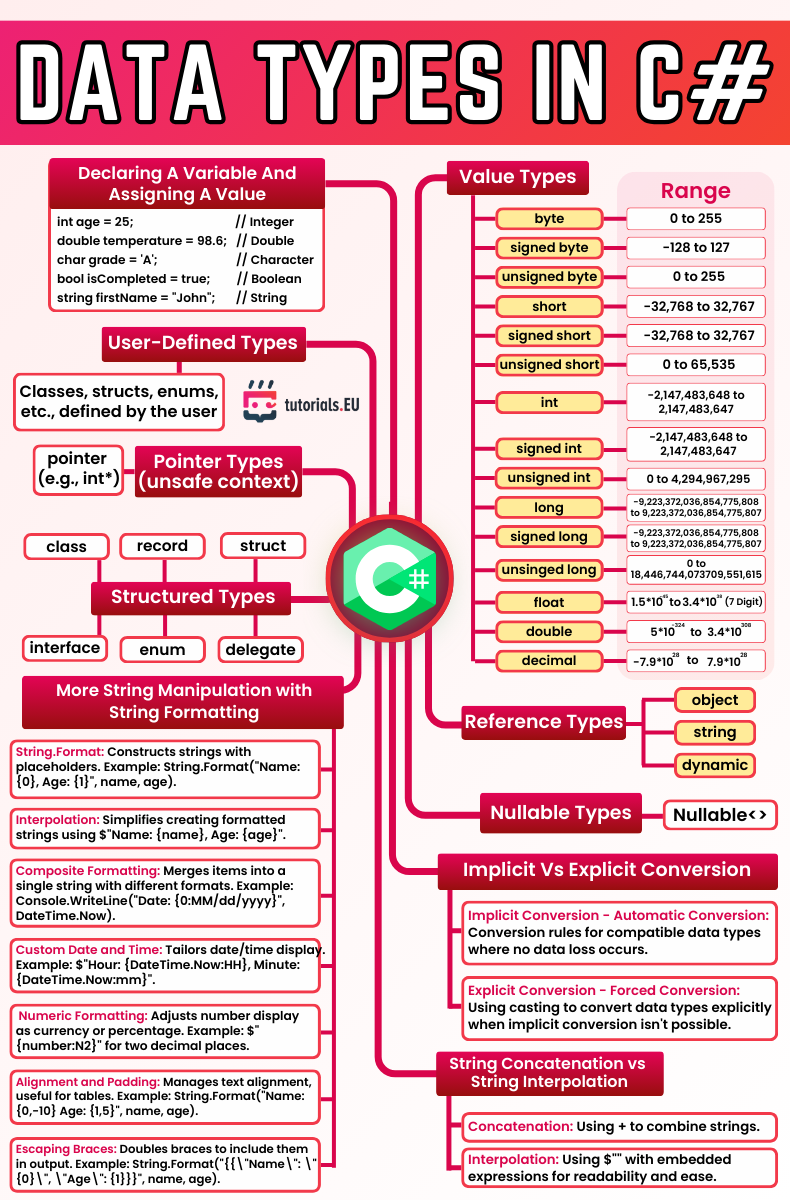 DATA TYPES IN C#
Declaring A Variable And
Assigning A Value
int age = 25; // Integer
double temperature = 98.6; // Double
char grade = 'A'; // Character
bool isCompleted = true; // Boolean
string firstName = "John"; // String
User-Defined Types
Classes, structs, enums,
etc., defined by the user
tutorials.EU
Pointer Types
(unsafe context)
pointer
(e.g., int*)
class
record
struct
Structured Types
interface
enum
delegate
More String Manipulation with
String Formatting
String.Format: Constructs strings with
placeholders. Example: String.Format("Name:
{0}, Age: {1}", name, age).
Interpolation: Simplifies creating formatted
strings using $"Name: {name}, Age: {age}".
Composite Formatting: Merges items into a
single string with different formats. Example:
Console.WriteLine("Date: {0:MM/dd/yyyy}",
DateTime.Now).
Custom Date and Time: Tailors date/time display.
Example: $"Hour: {DateTime.Now:HH}, Minute:
{DateTime.Now:mm}".
Numeric Formatting: Adjusts number display
as currency or percentage. Example: $"
{number:N2}" for two decimal places.
Alignment and Padding: Manages text alignment,
useful for tables. Example: String.Format("Name:
{0,-10} Age: {1,5}", name, age).
Escaping Braces: Doubles braces to include them
in output. Example: String.Format("{{\"Name\": \"
{0}\", \"Age\": {1}}}", name, age).
C#
Value Types
Range
byte 0 to 255
signed byte -128 to 127
unsigned byte 0 to 255
short -32,768 to 32,767
signed short -32,768 to 32,767
unsigned short 0 to 65,535
int -2,147,483,648 to
2,147,483,647
signed int -2,147,483,648 to
2,147,483,647
unsigned int 0 to 4,294,967,295
long -9,223,372,036,854,775,808
to 9,223,372,036,854,775,807
signed long -9,223,372,036,854,775,808
to 9,223,372,036,854,775,807
unsinged long 0 to
18,446,744,073709,551,615
float 1.5*10⁻⁴⁵ to 3.4*10³⁸ (7 Digit)
double 5*10⁻³²⁴ to 3.4*10³⁰⁸
decimal -7.9*10²⁸ to 7.9*10²⁸
Reference Types
object
string
dynamic
Nullable Types
Nullable<>
Implicit Vs Explicit Conversion
Implicit Conversion - Automatic Conversion:
Conversion rules for compatible data types
where no data loss occurs.
Explicit Conversion - Forced Conversion:
Using casting to convert data types explicitly
when implicit conversion isn't possible.
String Concatenation vs
String Interpolation
Concatenation: Using + to combine strings.
Interpolation: Using $"" with embedded
expressions for readability and ease.